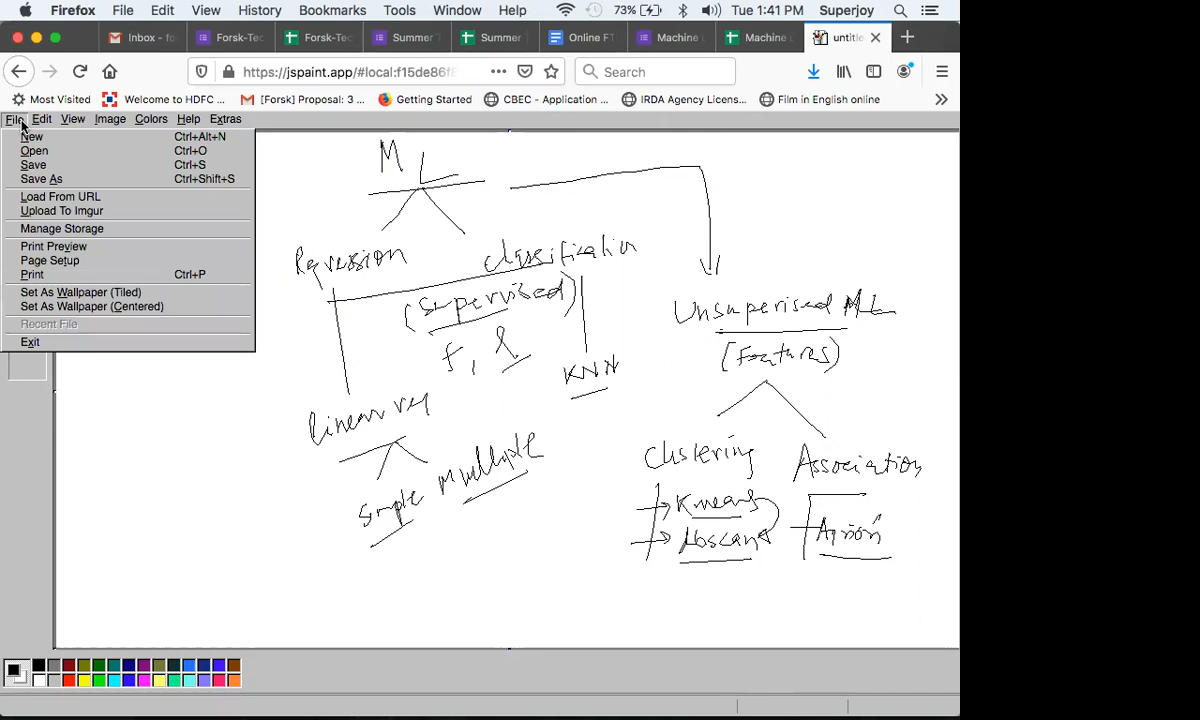 Firefox File Edit View History Bookmarks Tools Window Help 73% Tue 1:41 PM Superjoy
Inbox - fo Forsk-Tec Forsk-Tec Summer T Summer Online FT Machine L Machine L untitle
https://jspaint.app/#local:f15de86f8 Search
Most Visited Welcome to HDFC ... [Forsk] Proposal: 3 ... Getting Started CBEC - Application ... IRDA Agency Licens... Film in English online
File Edit View Image Colors Help Extras
New Ctrl+Alt+N
Open Ctrl+O
Save Ctrl+S
Save As Ctrl+Shift+S
Load From URL
Upload To Imgur
Manage Storage
Print Preview
Page Setup
Print Ctrl+P
Set As Wallpaper (Tiled)
Set As Wallpaper (Centered)
Recent File
Exit
ML
Regression classification
(Supervised)
f, l
KNN
Linear reg
Simple Multiple
Unsuperised ML
(Features)
Clustering Association
Kmeans